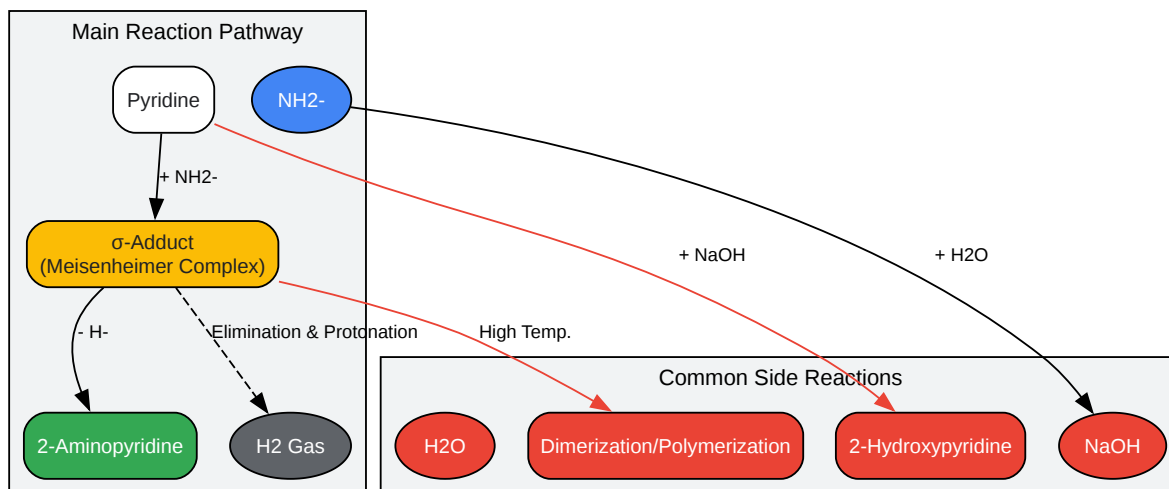 Main Reaction Pathway
Pyridine
NH2-
+ NH2-
σ-Adduct
(Meisenheimer Complex)
+ NaOH
+ H2O
- H-
Elimination & Protonation
High Temp.
Common Side Reactions
2-Aminopyridine
H2 Gas
H2O
Dimerization/Polymerization
2-Hydroxypyridine
NaOH